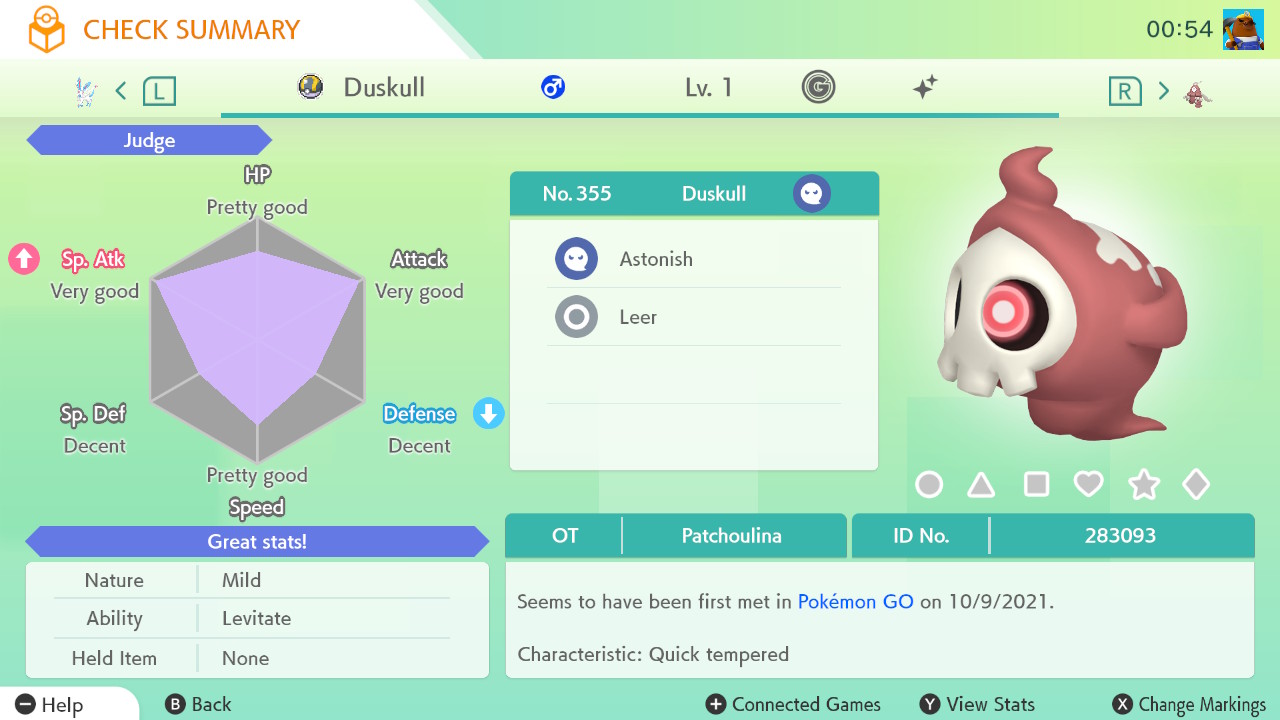 CHECK SUMMARY
00:54
L
Duskull
Lv. 1
G
R
Judge
HP
Pretty good
Sp. Atk
Very good
Attack
Very good
Sp. Def
Decent
Defense
Decent
Pretty good
Speed
Great stats!
Nature Mild
Ability Levitate
Held Item None
No. 355 Duskull
Astonish
Leer
OT Patchoulina ID No. 283093
Seems to have been first met in Pokémon GO on 10/9/2021.
Characteristic: Quick tempered
Help
B Back
Connected Games
Y View Stats
X Change Markings